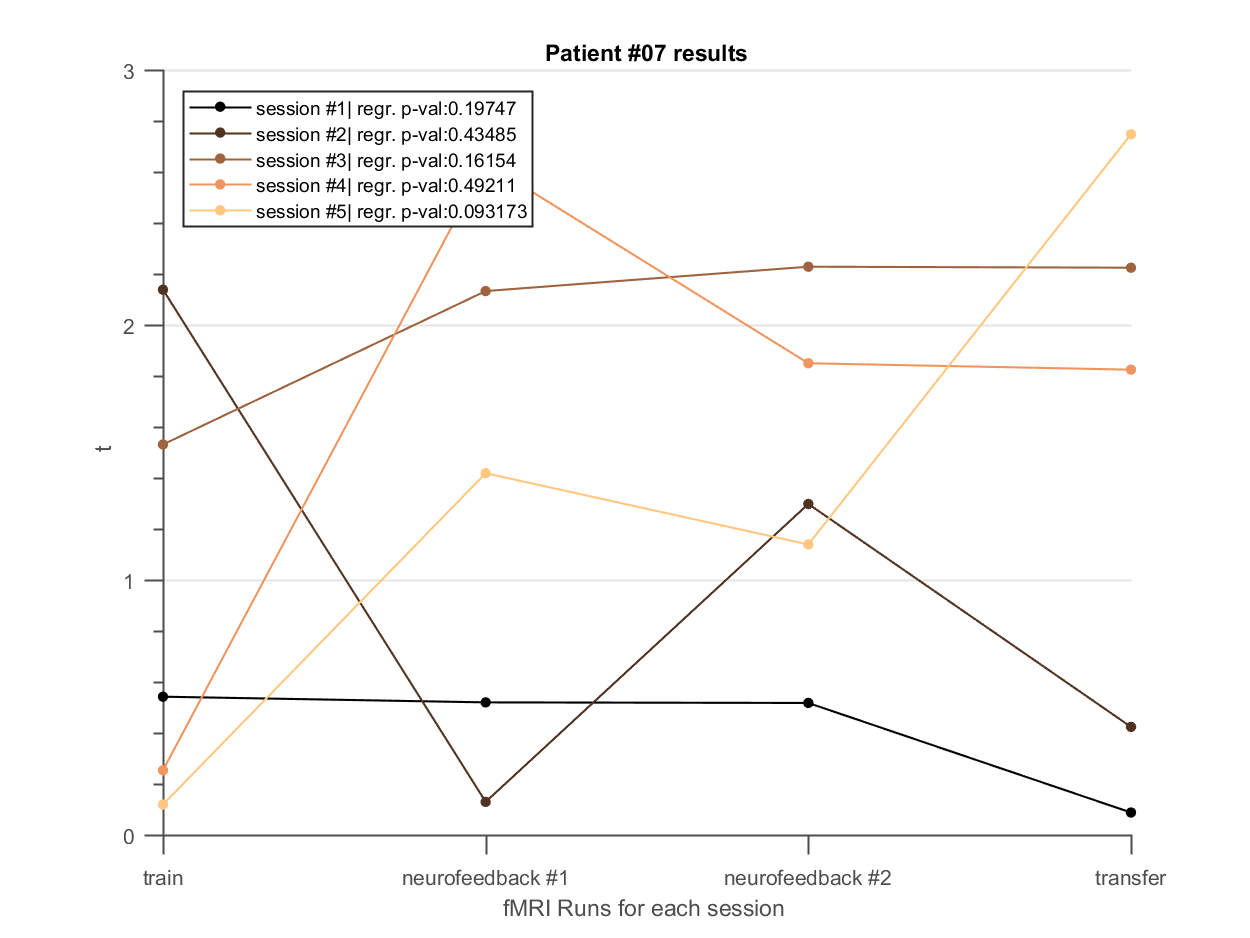 Patient #07 results
3
session #1| regr. p-val:0.19747
session #2| regr. p-val:0.43485
session #3| regr. p-val:0.16154
session #4| regr. p-val:0.49211
session #5| regr. p-val:0.093173
2
t
1
0
train neurofeedback #1 neurofeedback #2 transfer
fMRI Runs for each session